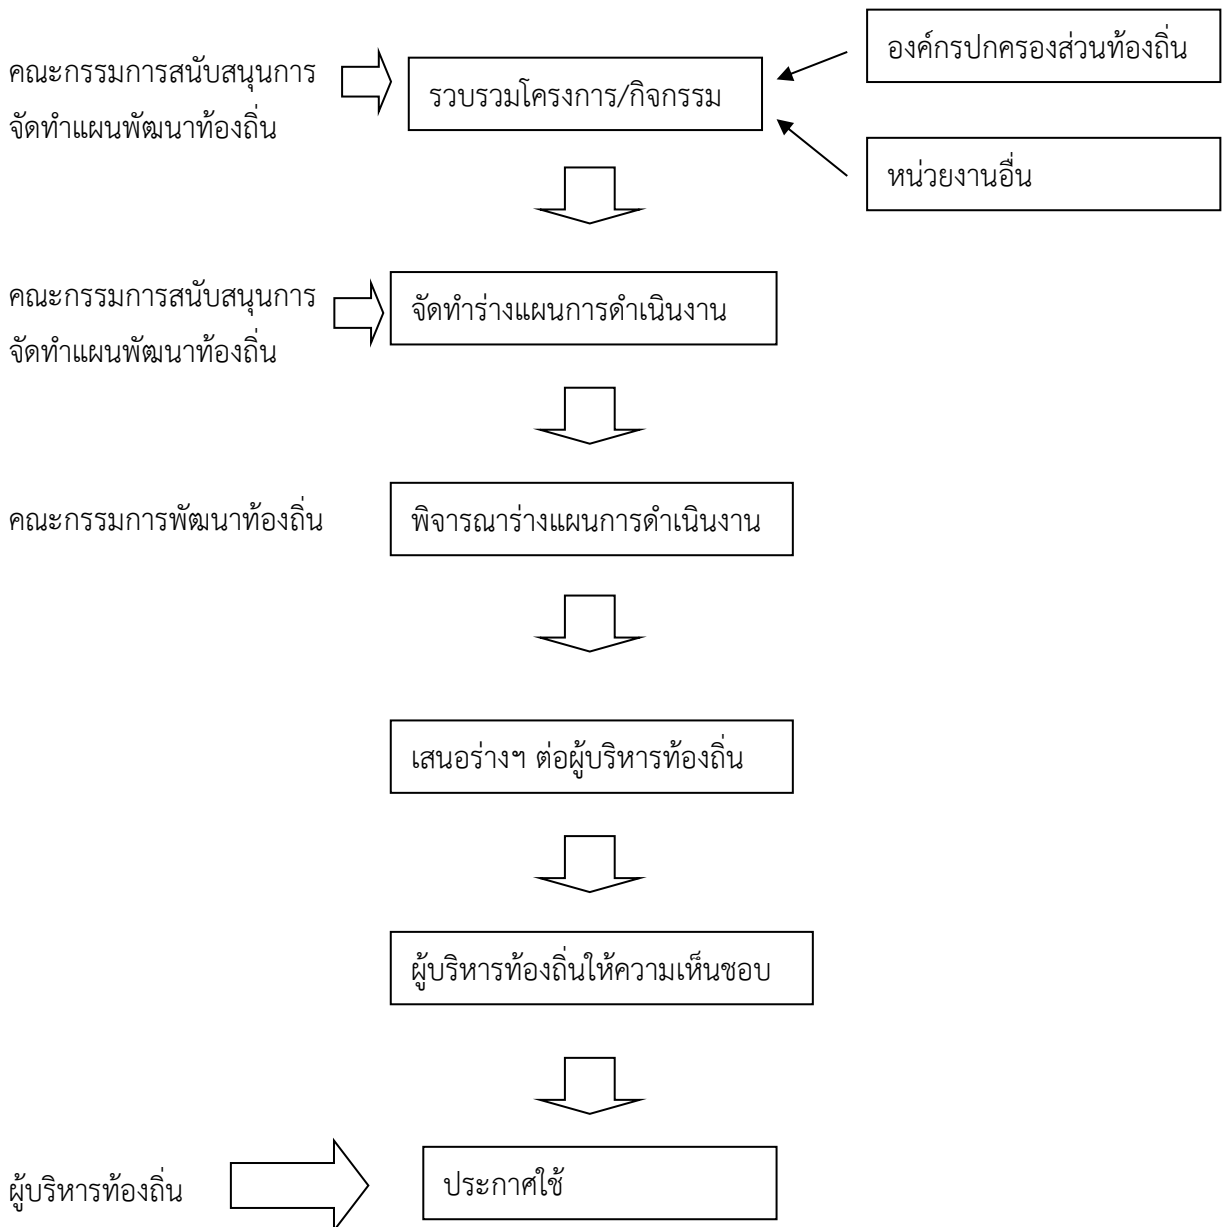 องค์กรปกครองส่วนท้องถิ่น
คณะกรรมการสนับสนุนการ
จัดทำแผนพัฒนาท้องถิ่น
รวบรวมโครงการ/กิจกรรม
หน่วยงานอื่น
คณะกรรมการสนับสนุนการ
จัดทำแผนพัฒนาท้องถิ่น
จัดทำร่างแผนการดำเนินงาน
คณะกรรมการพัฒนาท้องถิ่น
พิจารณาร่างแผนการดำเนินงาน
เสนอร่างฯ ต่อผู้บริหารท้องถิ่น
ผู้บริหารท้องถิ่นให้ความเห็นชอบ
ผู้บริหารท้องถิ่น
ประกาศใช้